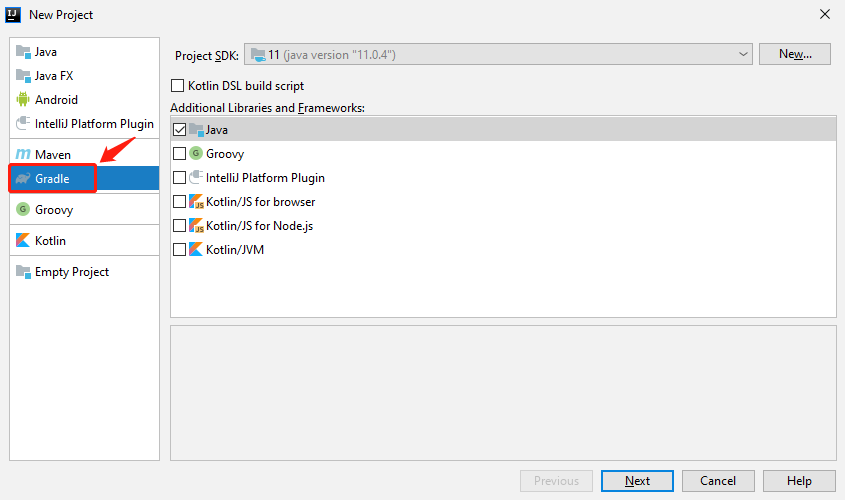 New Project
Java
Java FX
Android
IntelliJ Platform Plugin
Maven
Gradle
Groovy
Kotlin
Empty Project
Project SDK: 11 (java version "11.0.4") New...
Kotlin DSL build script
Additional Libraries and Frameworks:
Java
Groovy
IntelliJ Platform Plugin
Kotlin/JS for browser
Kotlin/JS for Node.js
Kotlin/JVM
Previous Next Cancel Help